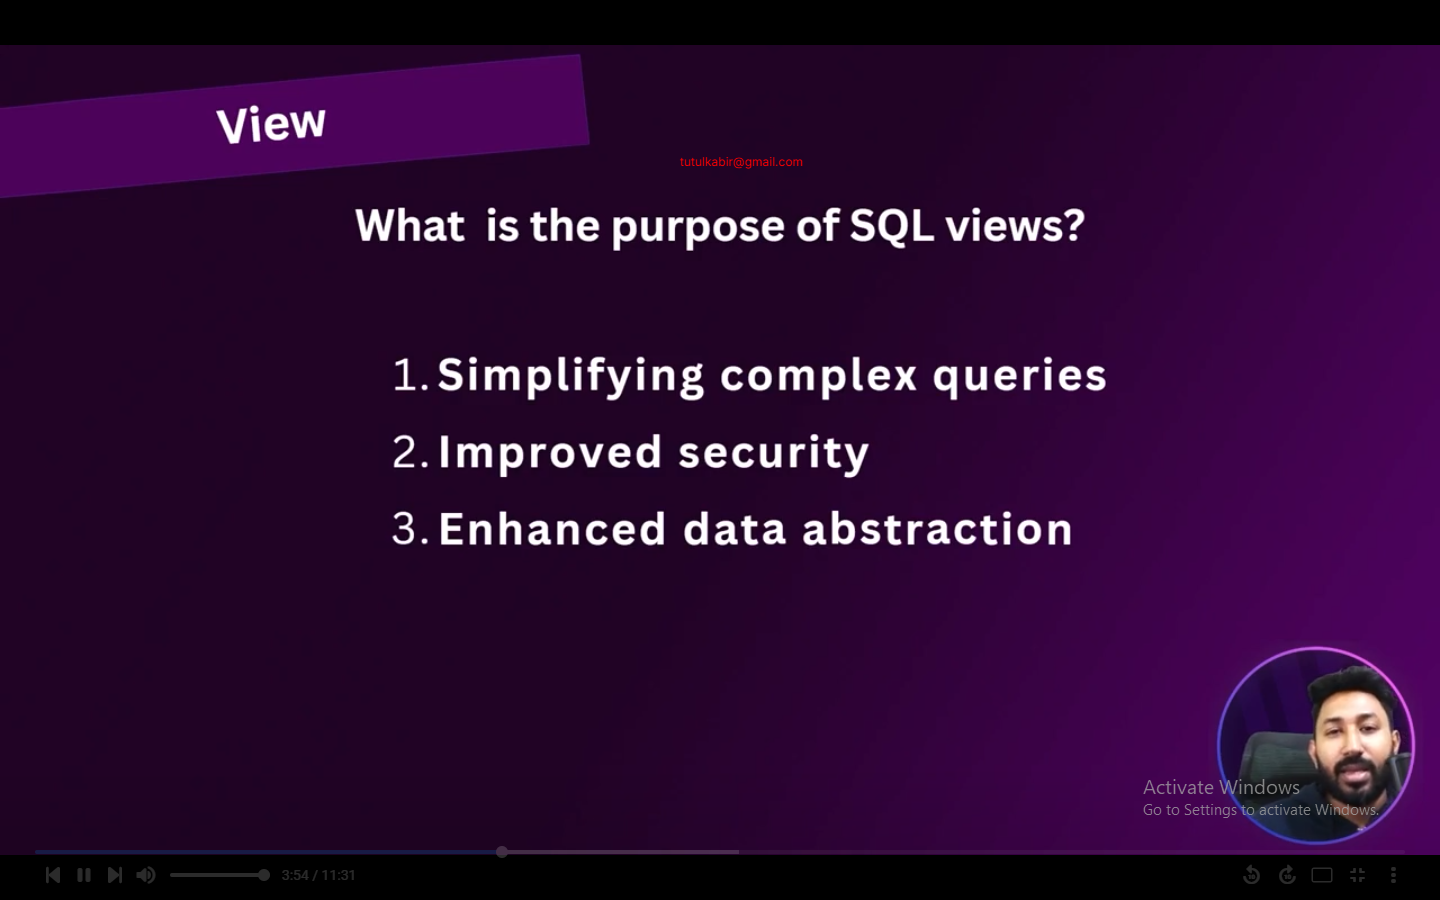 View
tutulkabir@gmail.com
What is the purpose of SQL views?
1. Simplifying complex queries
2. Improved security
3. Enhanced data abstraction
Activate Windows
Go to Settings to activate Windows.
3:54 / 11:31